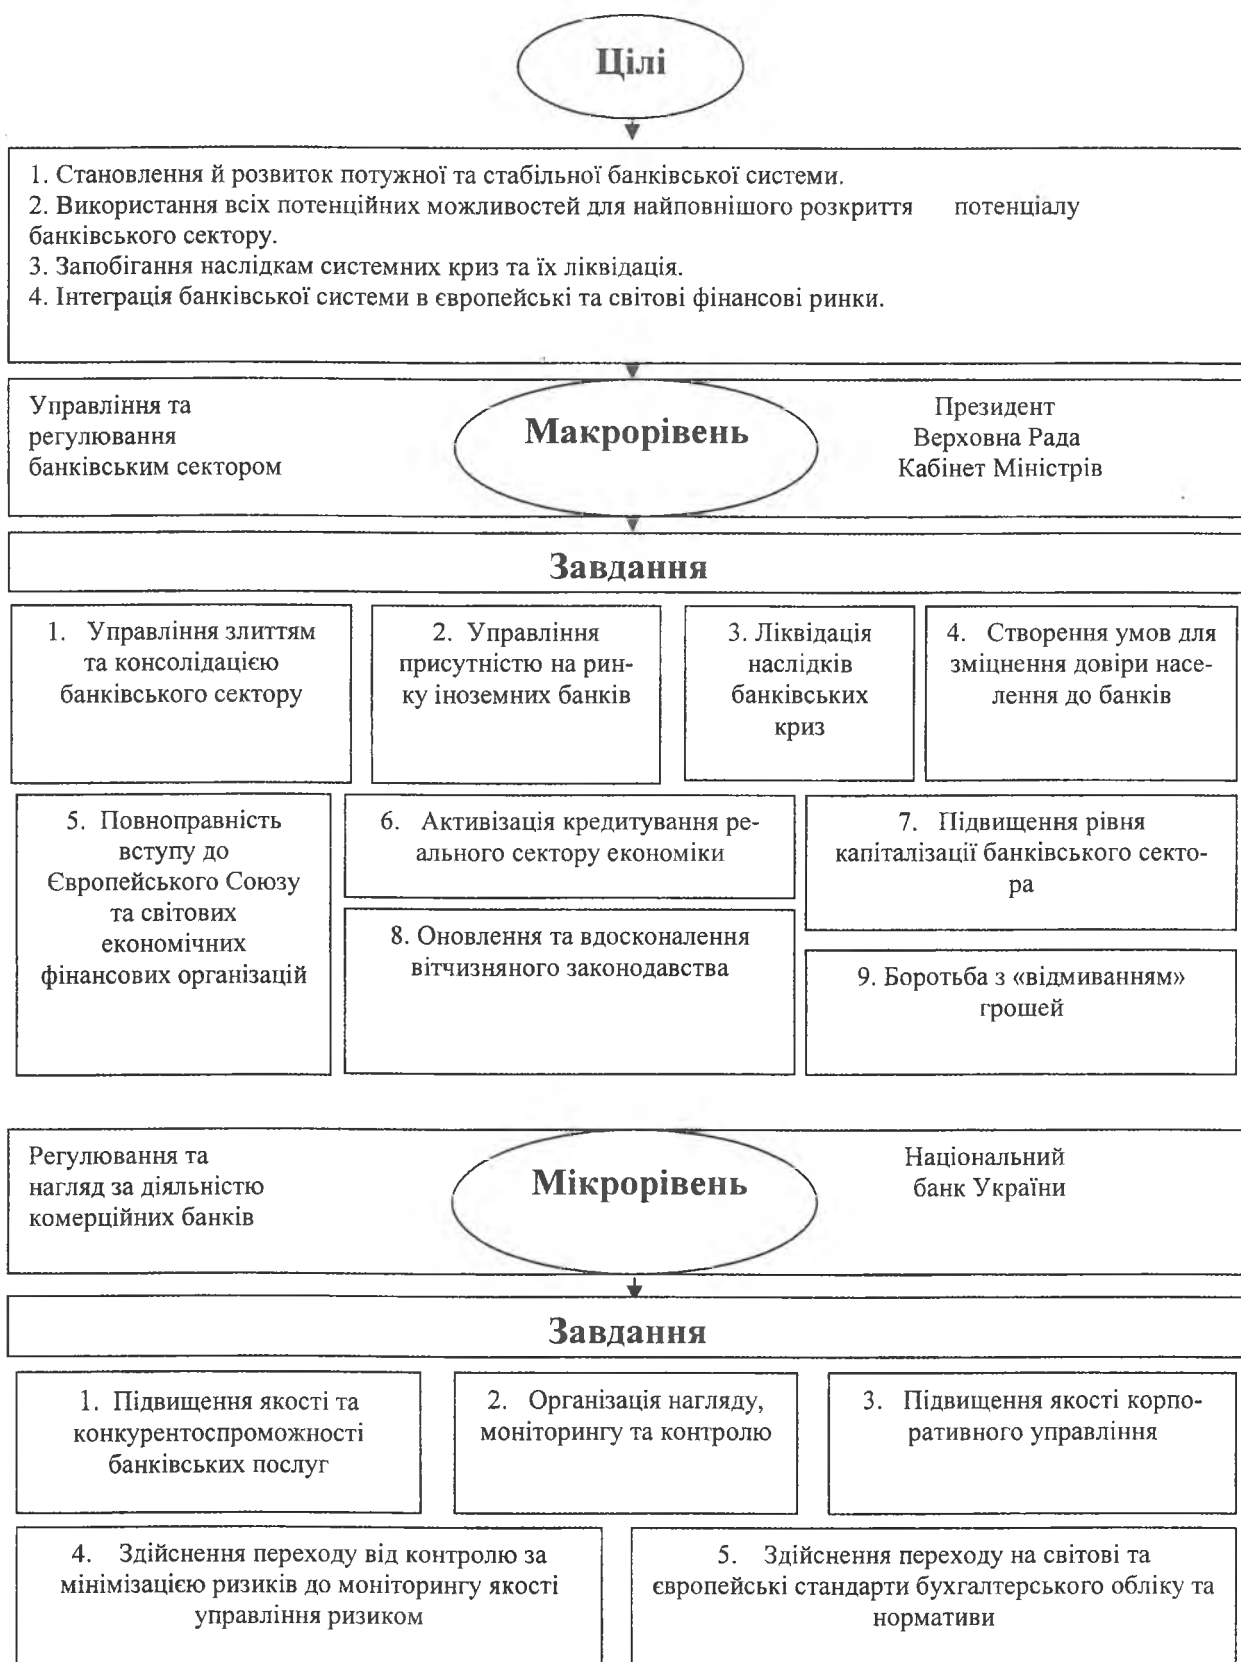 Цілі
1. Становлення й розвиток потужної та стабільної банківської системи.
2. Використання всіх потенційних можливостей для найповнішого розкриття потенціалу
банківського сектору.
3. Запобігання наслідкам системних криз та їх ліквідація.
4. Інтеграція банківської системи в європейські та світові фінансові ринки.
Управління та
регулювання
банківським сектором
Макрорівень
Президент
Верховна Рада
Кабінет Міністрів
Завдання
1. Управління злиттям
та консолідацією
банківського сектору
2. Управління
присутністю на рин-
ку іноземних банків
3. Ліквідація
наслідків
банківських
криз
4. Створення умов для
зміцнення довіри насе-
лення до банків
5. Повноправність
вступу до
Європейського Союзу
та світових
економічних
фінансових організацій
6. Активізація кредитування ре-
ального сектору економіки
7. Підвищення рівня
капіталізації банківського секто-
ра
8. Оновлення та вдосконалення
вітчизняного законодавства
9. Боротьба з «відмиванням»
грошей
Регулювання та
нагляд за діяльністю
комерційних банків
Мікрорівень
Національний
банк України
Завдання
1. Підвищення якості та
конкурентоспроможності
банківських послуг
2. Організація нагляду,
моніторингу та контролю
3. Підвищення якості корпо-
ративного управління
4. Здійснення переходу від контролю за
мінімізацією ризиків до моніторингу якості
управління ризиком
5. Здійснення переходу на світові та
європейські стандарти бухгалтерського обліку та
нормативи